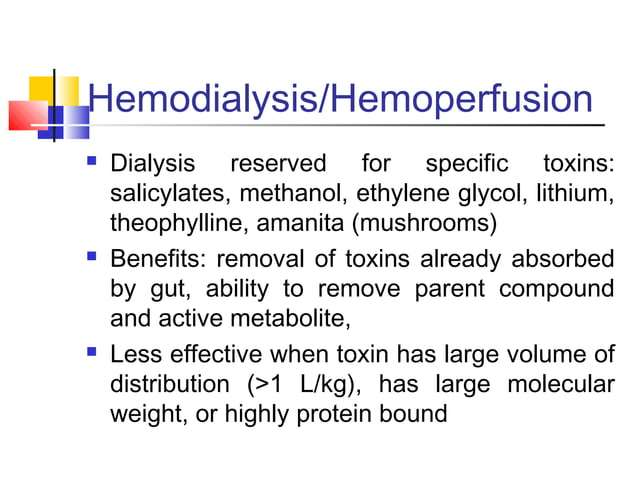 Hemodialysis/Hemoperfusion
Dialysis reserved for specific toxins:
salicylates, methanol, ethylene glycol, lithium,
theophylline, amanita (mushrooms)
Benefits: removal of toxins already absorbed
by gut, ability to remove parent compound
and active metabolite,
Less effective when toxin has large volume of
distribution (>1 L/kg), has large molecular
weight, or highly protein bound